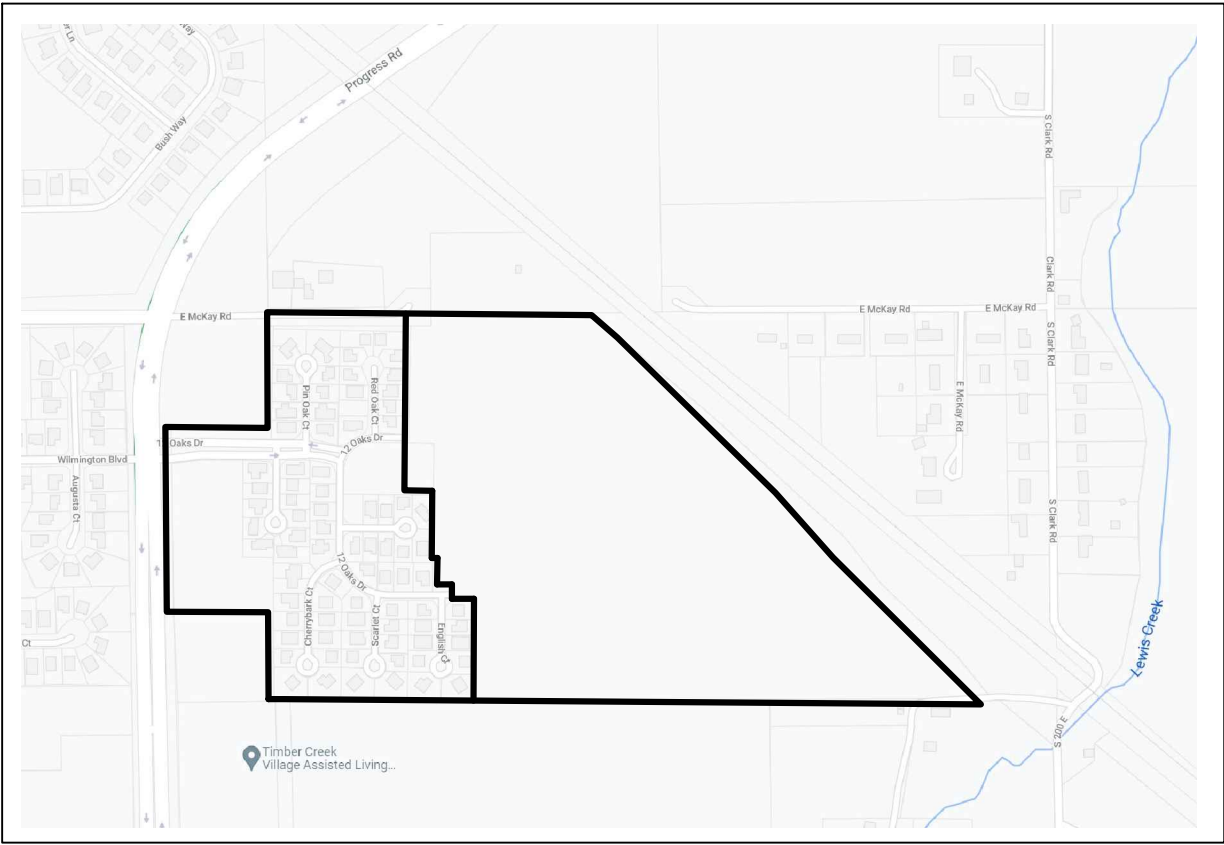 Way
Progress Rd
Bush Way
S Clark Rd
Clark Rd
E McKay Rd
E McKay Rd
E McKay Rd
S Clark Rd
Pin Oak Ct
Red Oak Ct
E McKay Rd
Oaks Dr
12 Oaks Dr
Wilmington Blvd
Augusta Ct
S Clark Rd
12 Oaks Dr
Cherrybark Ct
Scarlet Ct
English Ct
Ct
Lewis Creek
S 200 E
Timber Creek
Village Assisted Living...